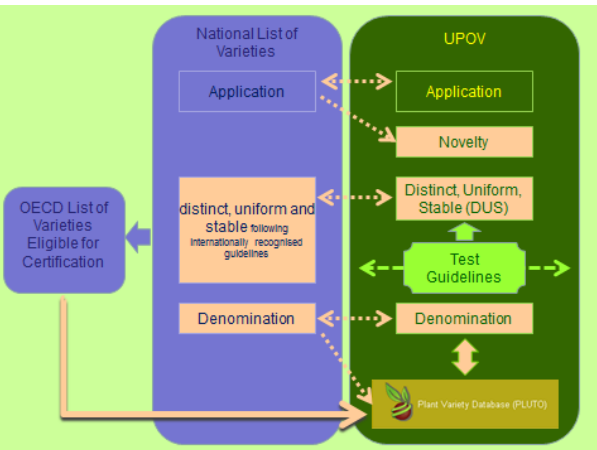 National List of
Varieties
Application
distinct, uniform and
stable following
internationally recognised
guidelines
Denomination
UPOV
Application
Novelty
Distinct, Uniform,
Stable (DUS)
Test
Guidelines
Denomination
Plant Variety Database (PLUTO)
OECD List of
Varieties
Eligible for
Certification